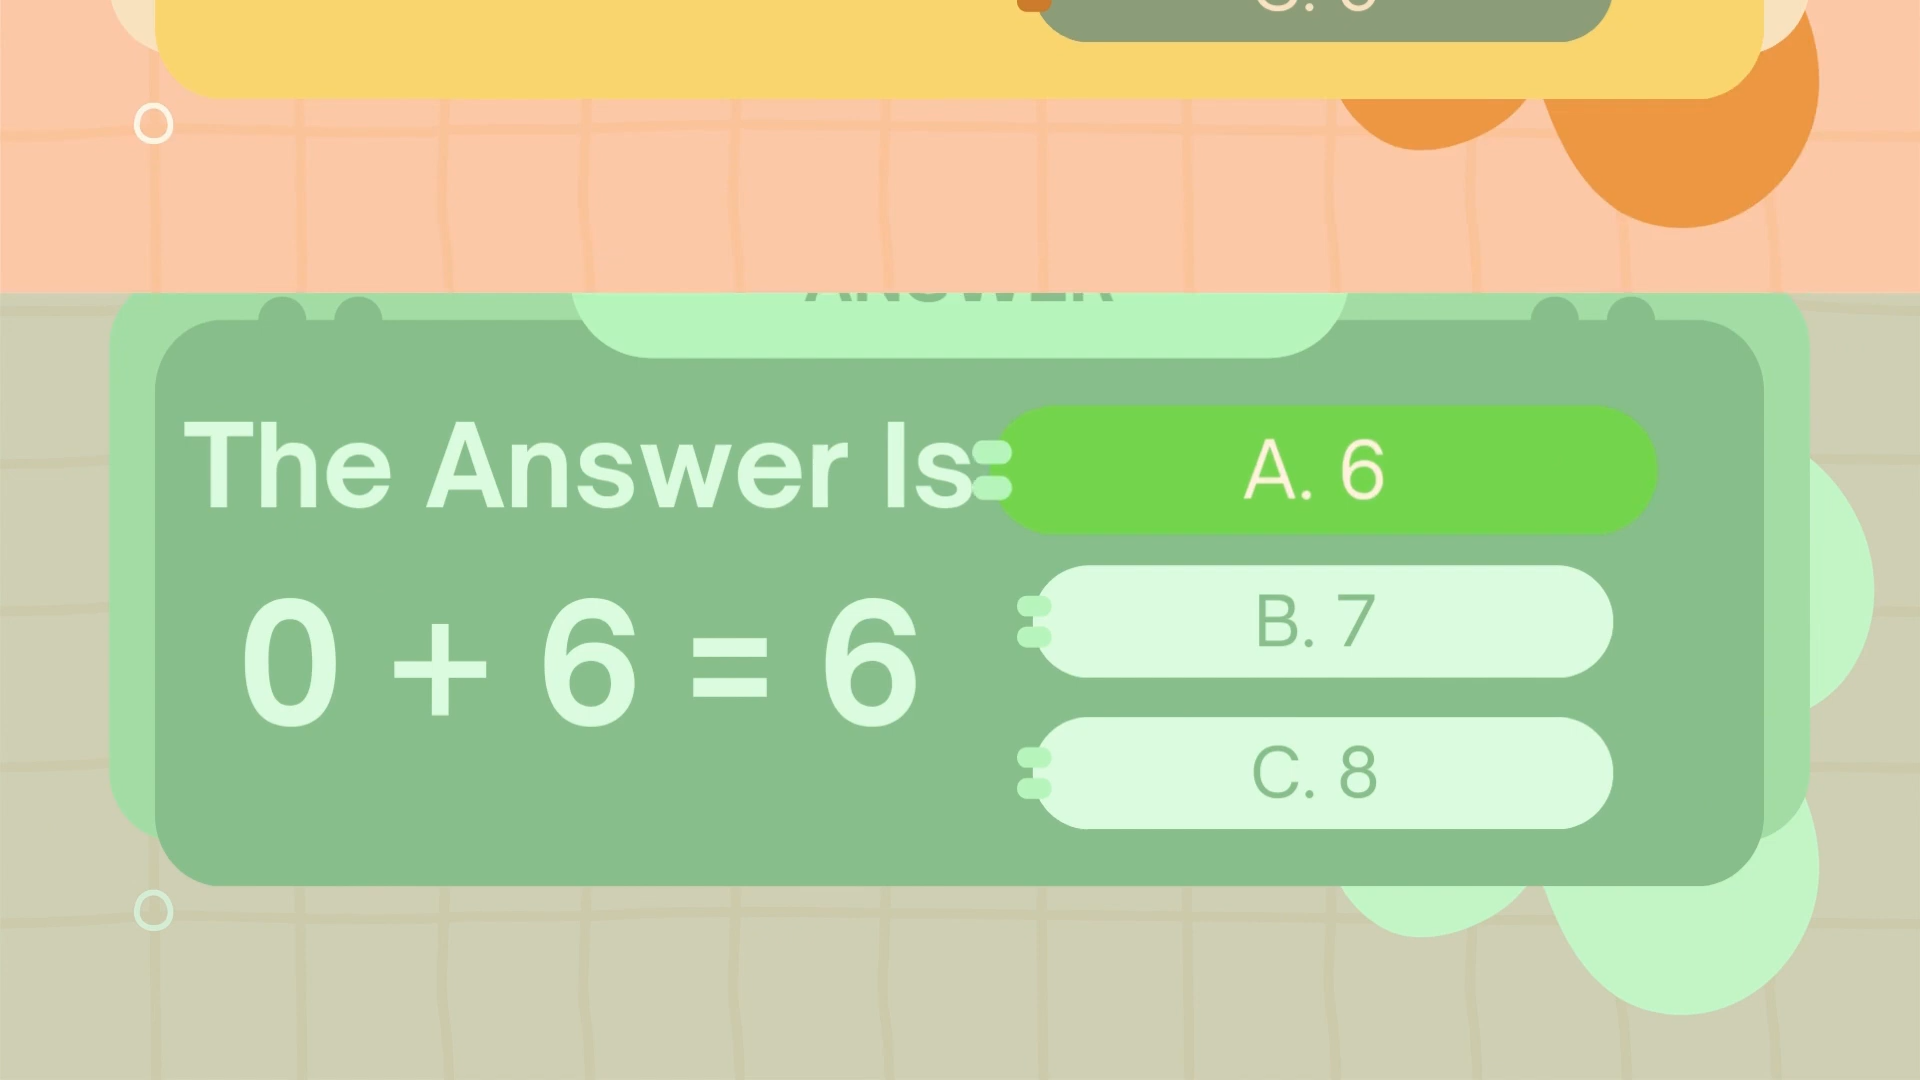 The Answer Is
0 + 6 = 6
A. 6
B. 7
C. 8